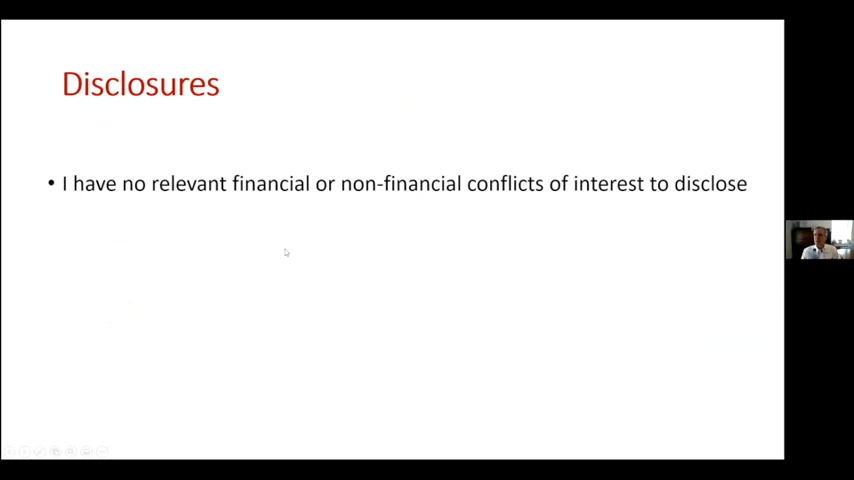 Disclosures
• I have no relevant financial or non-financial conflicts of interest to disclose